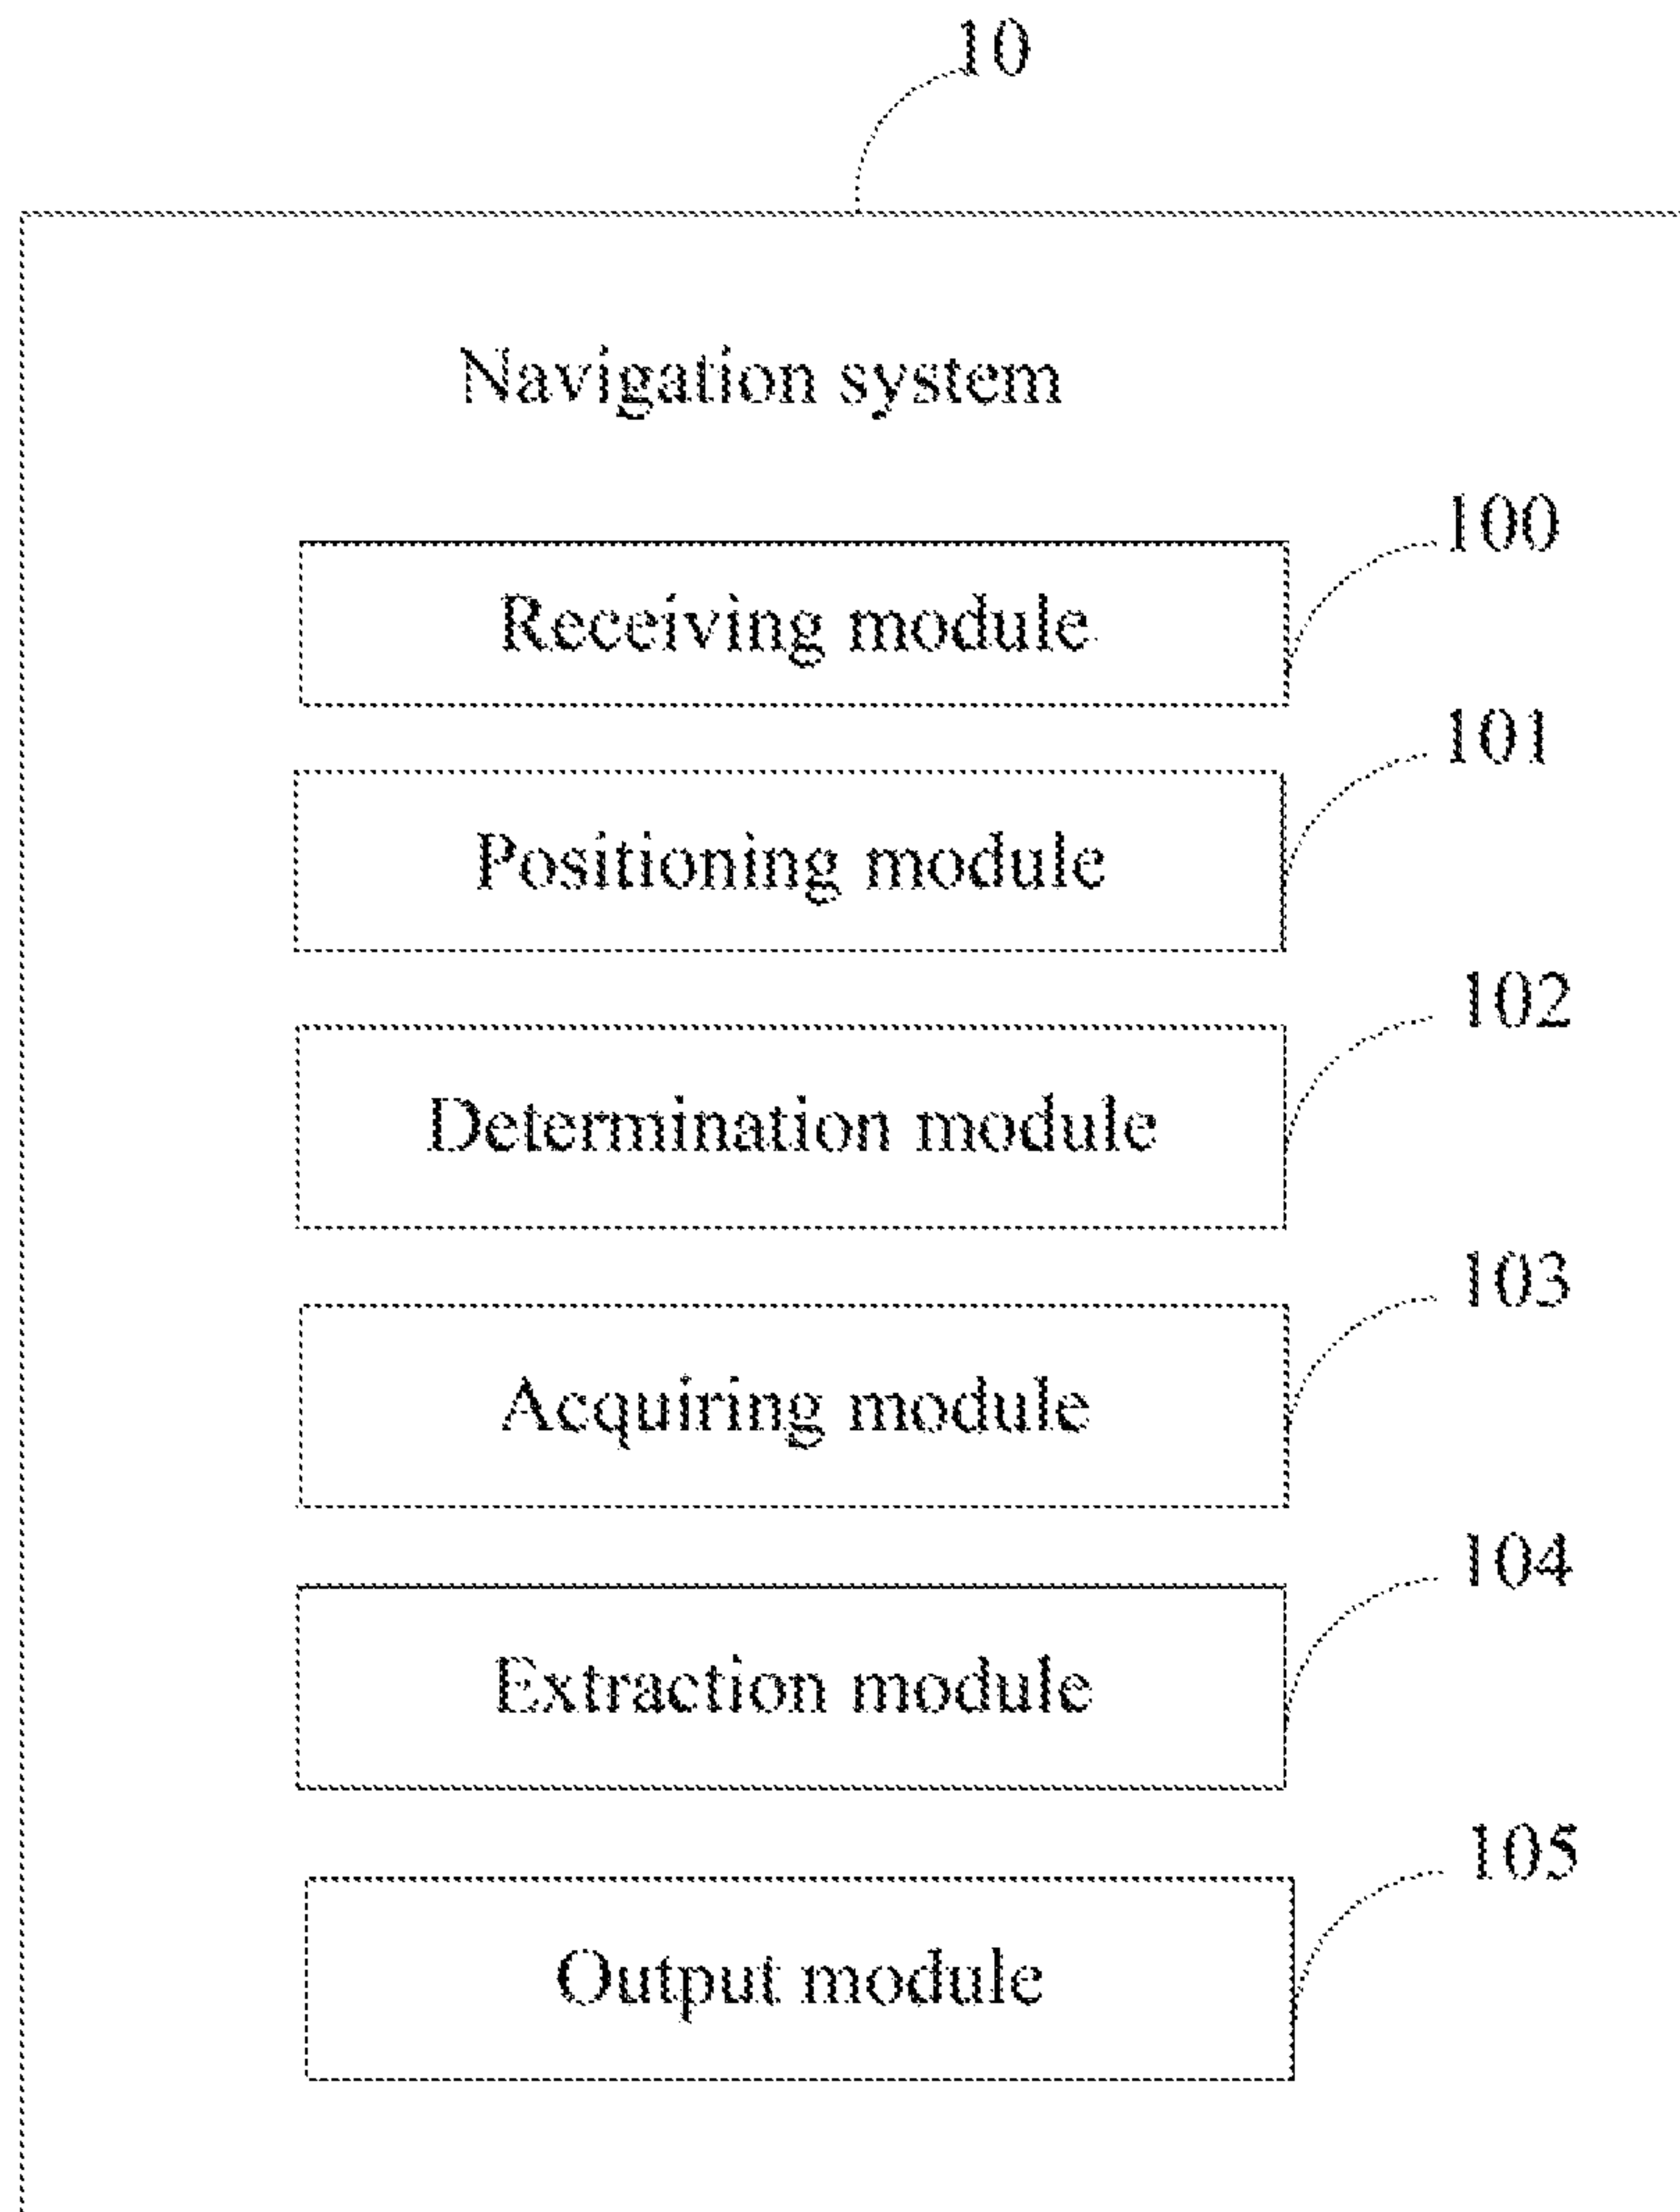 10
Navigation system
100
Receiving module
101
Positioning module
102
Determination module
103
Acquiring module
104
Extraction module
105
Output module